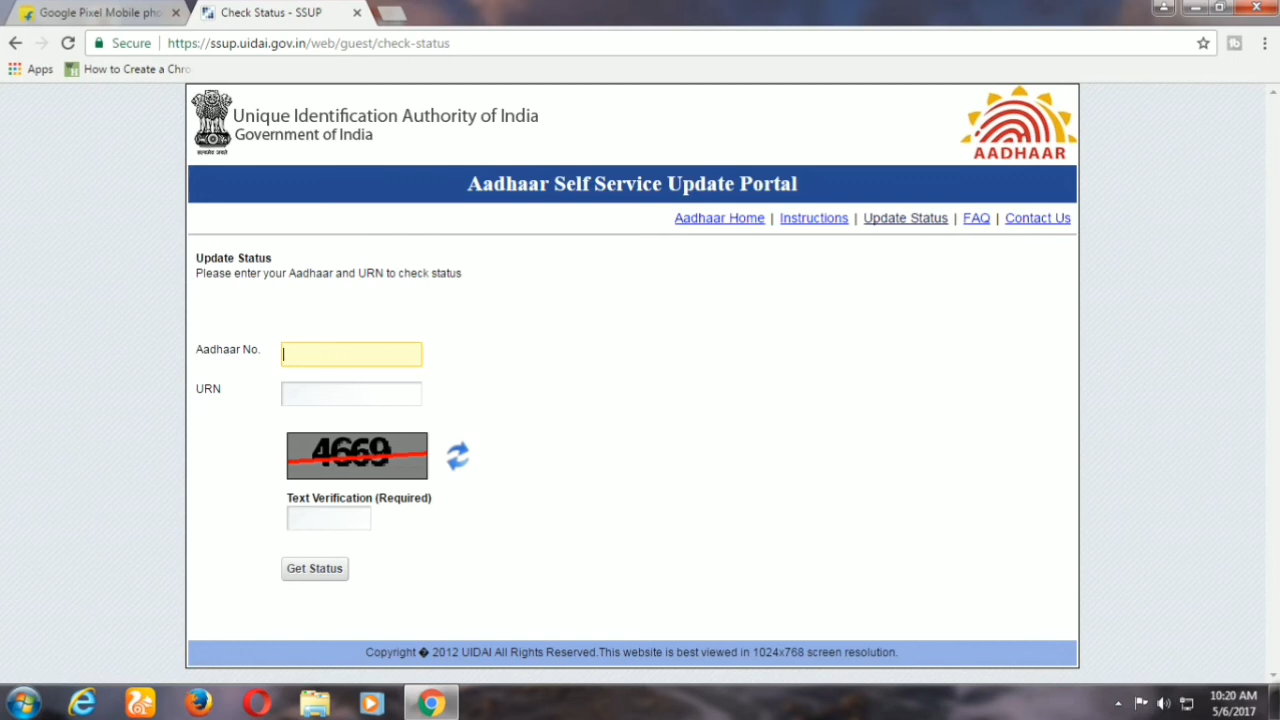 Google Pixel Mobile pho
Check Status - SSUP
Secure
https://ssup.uidai.gov.in/web/guest/check-status
Apps
How to Create a Chro
Unique Identification Authority of India
Government of India
सत्यमेव जयते
AADHAAR
Aadhaar Self Service Update Portal
Aadhaar Home | Instructions | Update Status | FAQ | Contact Us
Update Status
Please enter your Aadhaar and URN to check status
Aadhaar No.
URN
4669
Text Verification (Required)
Get Status
Copyright � 2012 UIDAI All Rights Reserved.This website is best viewed in 1024x768 screen resolution.
10:20 AM
5/6/2017